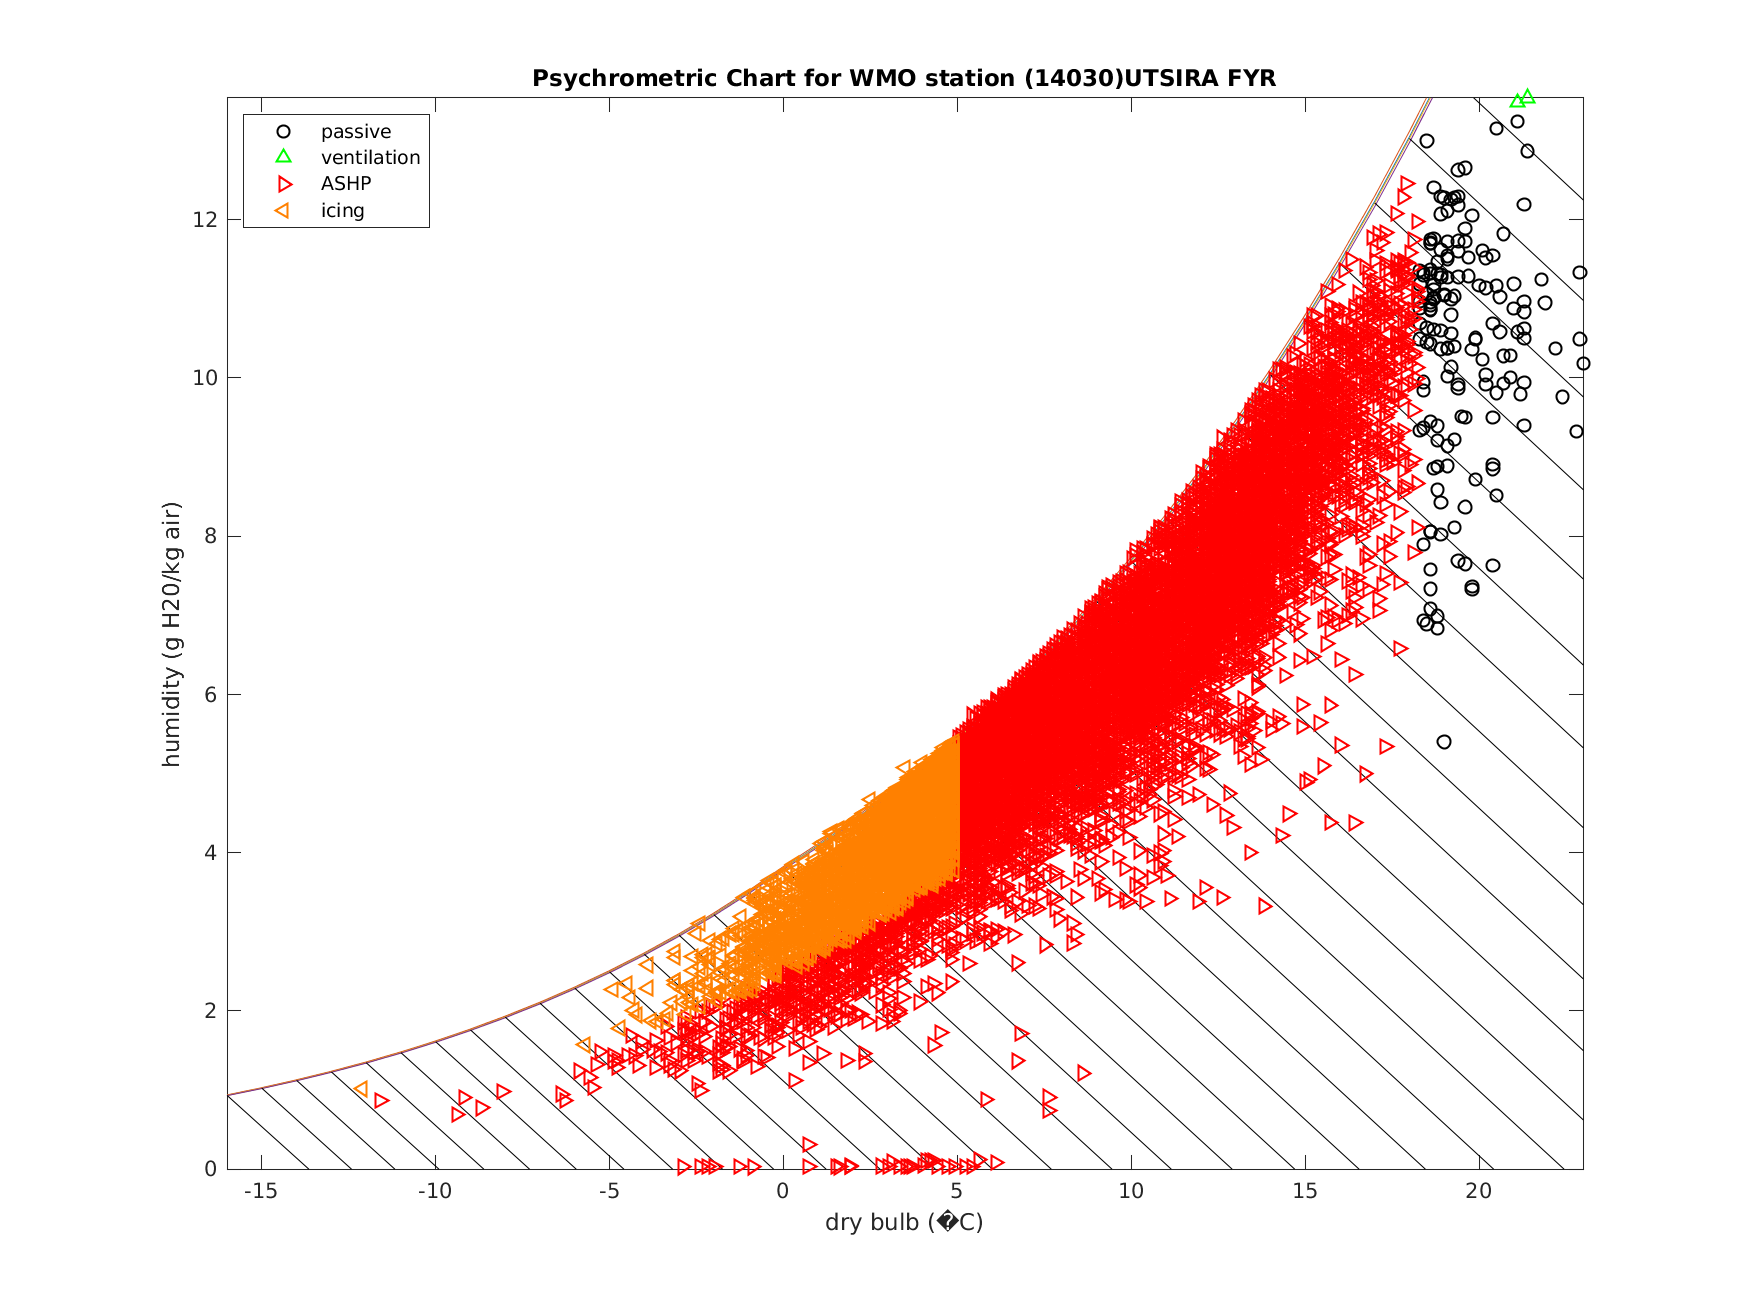 Psychrometric Chart for WMO station (14030)UTSIRA FYR
passive
ventilation
ASHP
icing
humidity (g H20/kg air)
12
10
8
6
4
2
0
-15 -10 -5 0 5 10 15 20
dry bulb (�C)